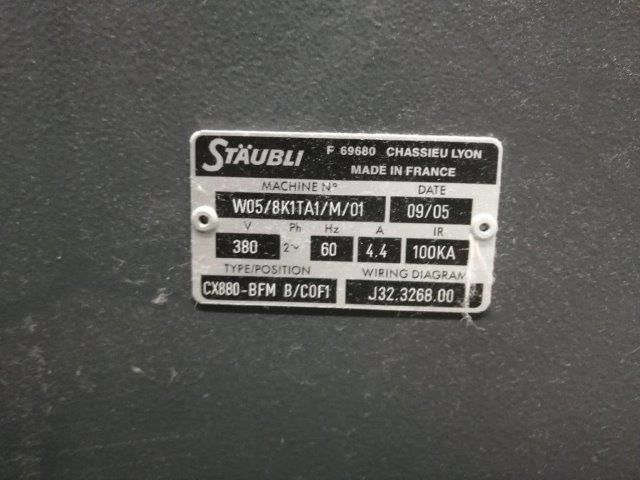 STÄUBLI F 69680 CHASSIEU LYON
MADE IN FRANCE
MACHINE N° DATE
W05/8K1TA1/M/01 09/05
V Ph Hz A IR
380 2~ 60 4.4 100KA
TYPE/POSITION WIRING DIAGRAM
CX880-BFM B/COF1 J32.3268.00